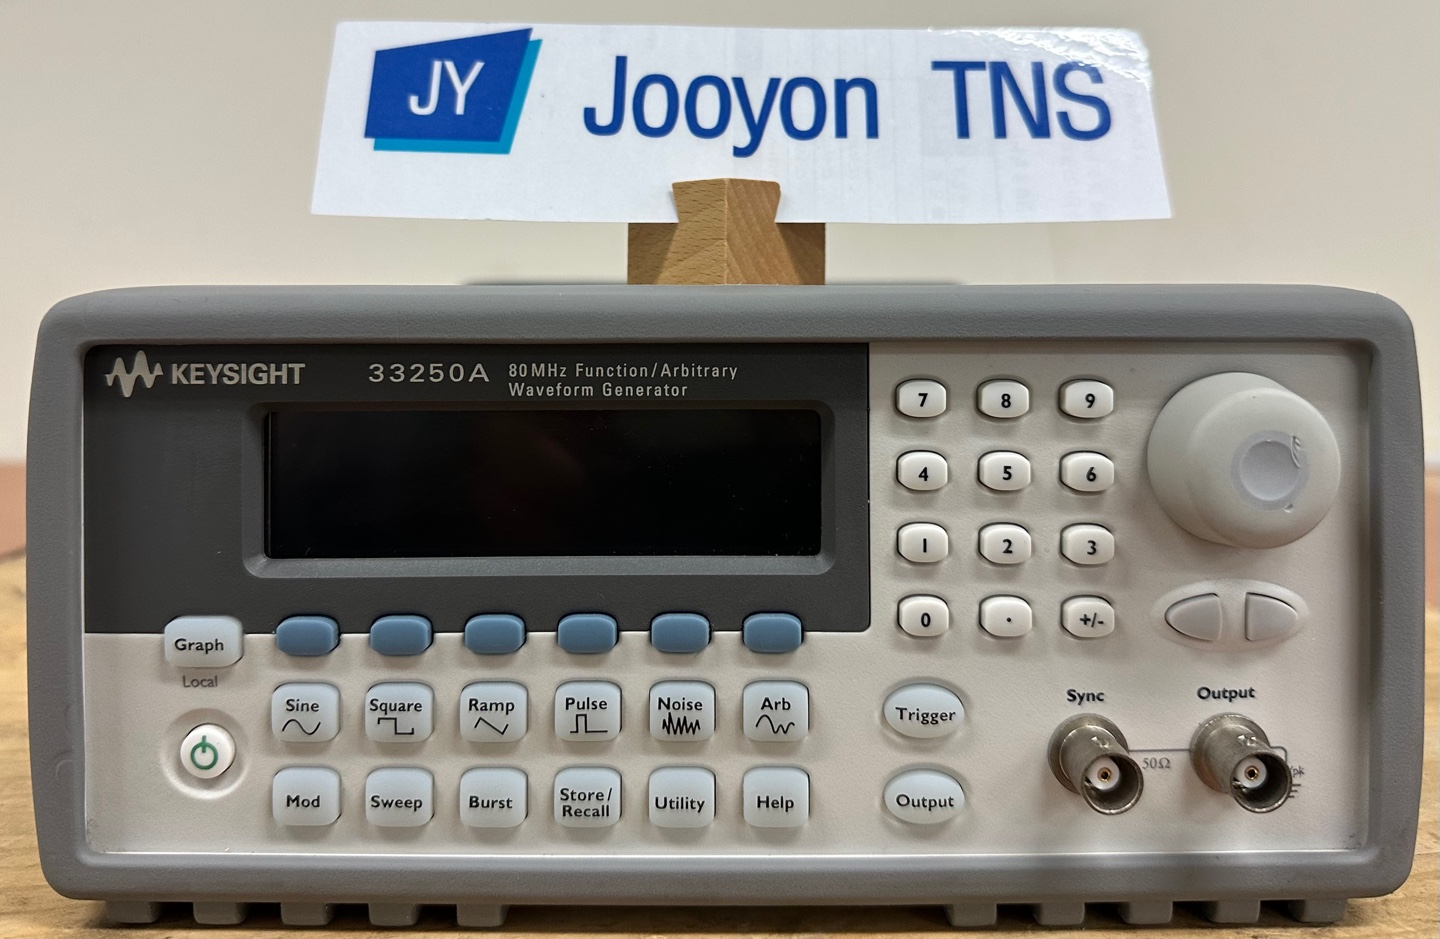 JY Jooyon TNS
KEYSIGHT 33250A 80MHz Function/Arbitrary
Waveform Generator
7 8 9
4 5 6
1 2 3
0 . +/-
Graph
Local
Sine Square Ramp Pulse Noise Arb
Mod Sweep Burst Store/
Recall Utility Help
Trigger
Output
Sync Output
50Ω